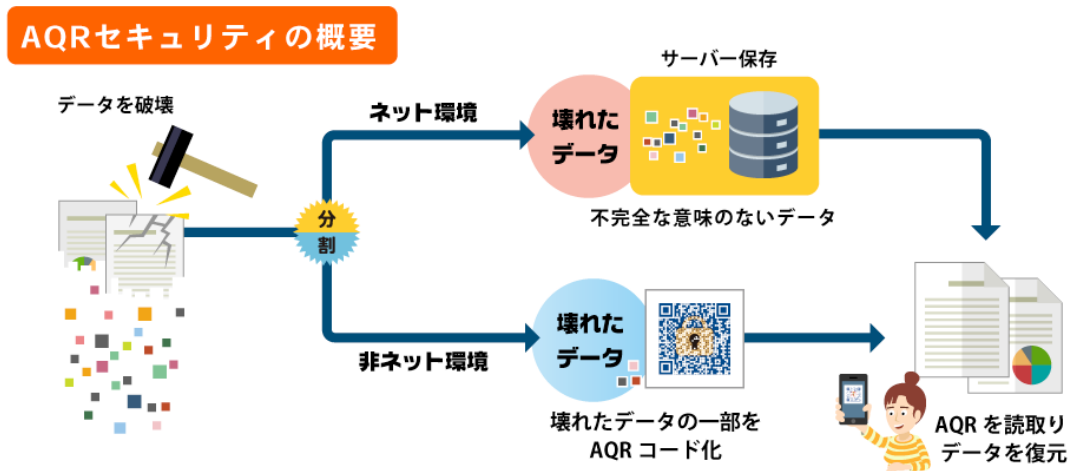 AQRセキュリティの概要
データを破壊
分
割
ネット環境
壊れた
データ
サーバー保存
不完全な意味のないデータ
非ネット環境
壊れた
データ
壊れたデータの一部を
AQR コード化
AQR を読取り
データを復元